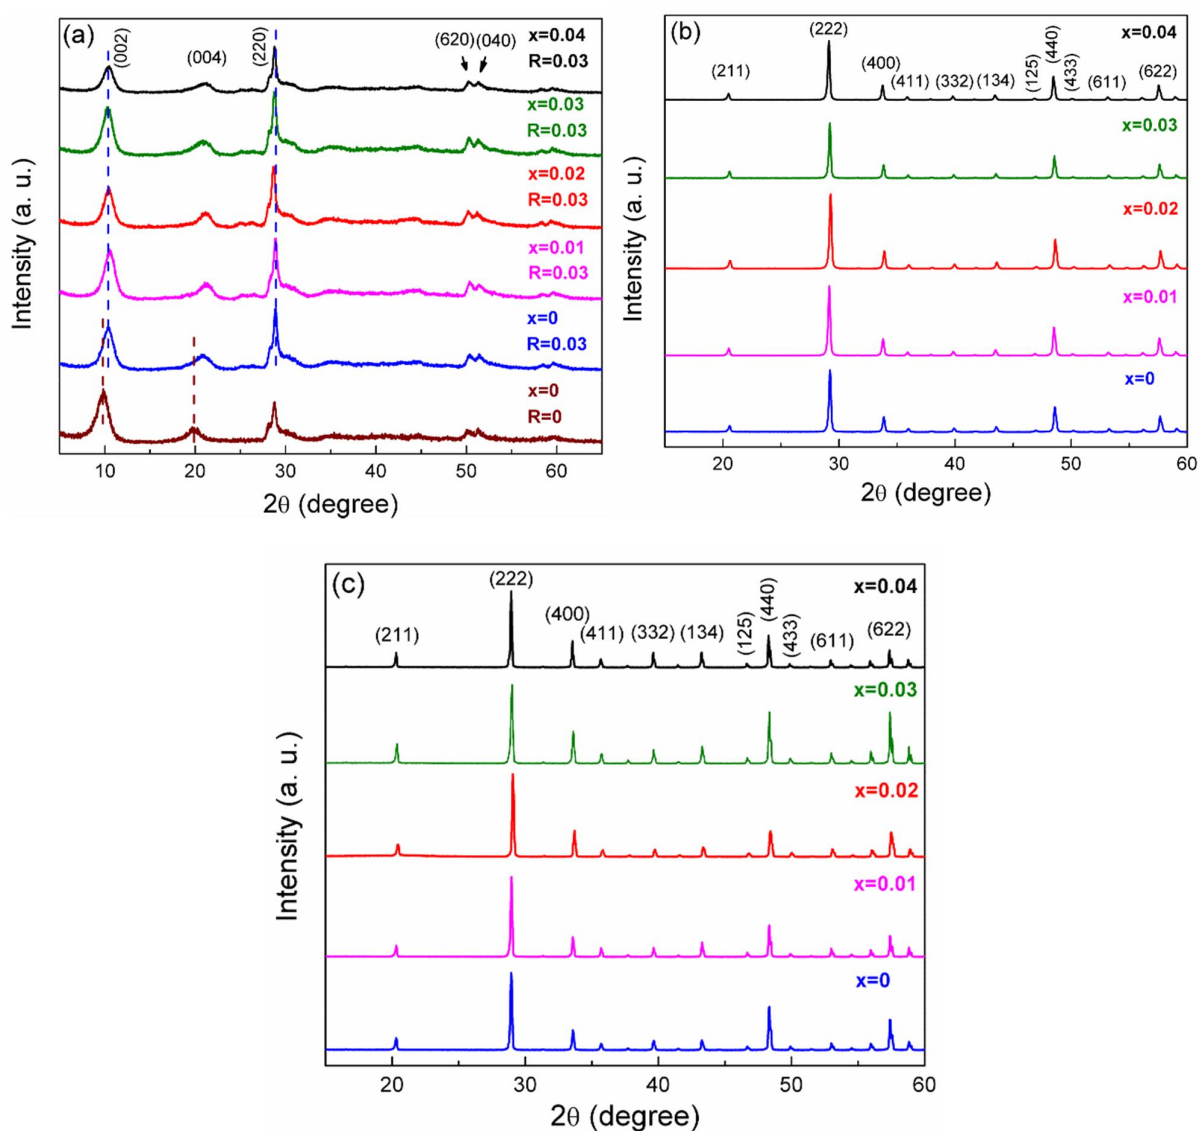 (a)
(002)
(004)
(220)
(620) (040)
x=0.04
R=0.03
x=0.03
R=0.03
x=0.02
R=0.03
x=0.01
R=0.03
x=0
R=0.03
x=0
R=0
Intensity (a. u.)
10 20 30 40 50 60
2θ (degree)
(b)
(211)
(222)
(400)
(411)
(332)
(134)
(125)
(440)
(433)
(611)
(622)
x=0.04
x=0.03
x=0.02
x=0.01
x=0
Intensity (a. u.)
20 30 40 50 60
2θ (degree)
(c)
(211)
(222)
(400)
(411)
(332)
(134)
(125)
(440)
(433)
(611)
(622)
x=0.04
x=0.03
x=0.02
x=0.01
x=0
Intensity (a. u.)
20 30 40 50 60
2θ (degree)